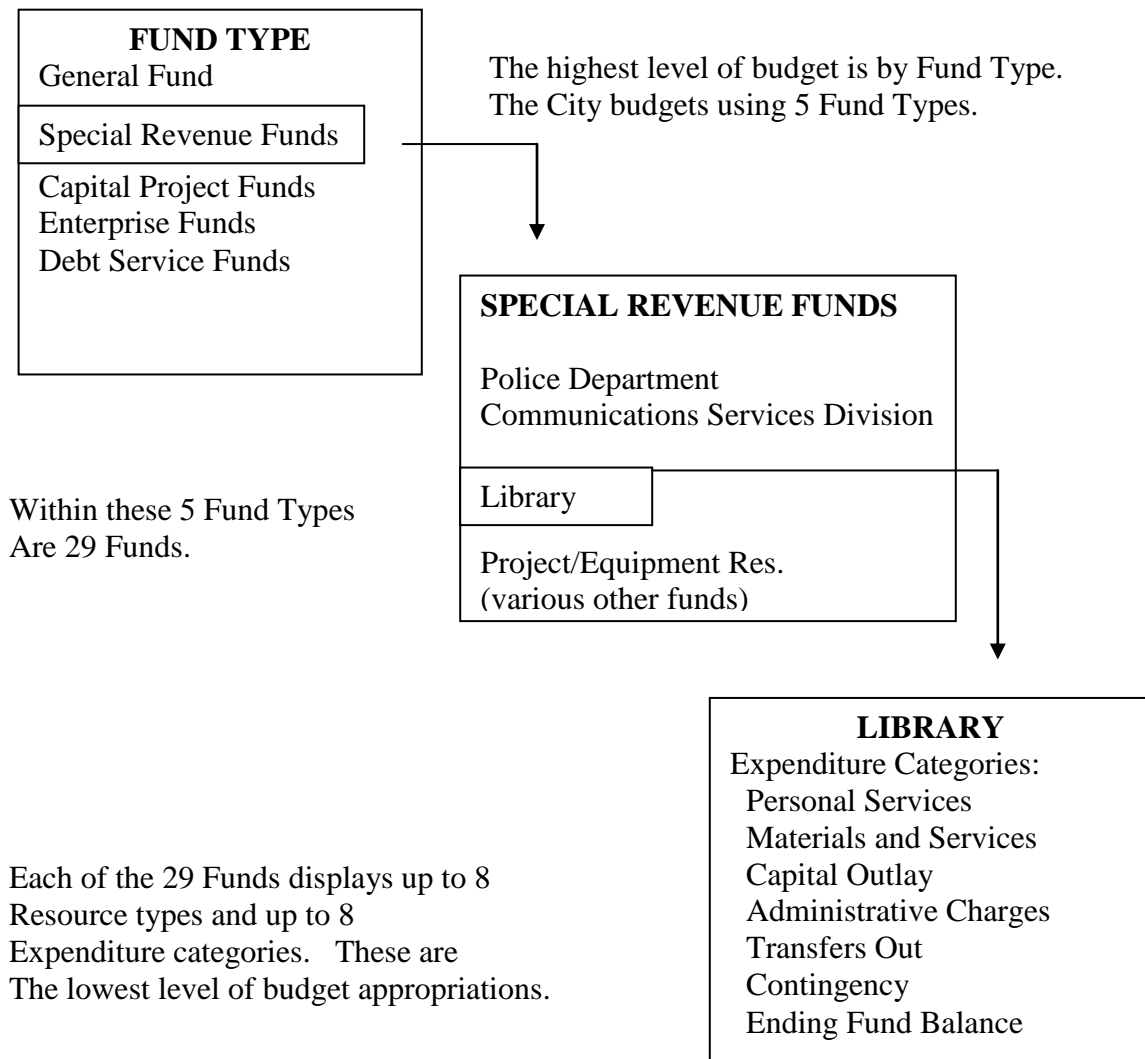 FUND TYPE
General Fund
Special Revenue Funds
Capital Project Funds
Enterprise Funds
Debt Service Funds
The highest level of budget is by Fund Type.
The City budgets using 5 Fund Types.
SPECIAL REVENUE FUNDS
Police Department
Communications Services Division
Library
Project/Equipment Res.
(various other funds)
Within these 5 Fund Types
Are 29 Funds.
LIBRARY
Expenditure Categories:
Personal Services
Materials and Services
Capital Outlay
Administrative Charges
Transfers Out
Contingency
Ending Fund Balance
Each of the 29 Funds displays up to 8
Resource types and up to 8
Expenditure categories.   These are
The lowest level of budget appropriations.